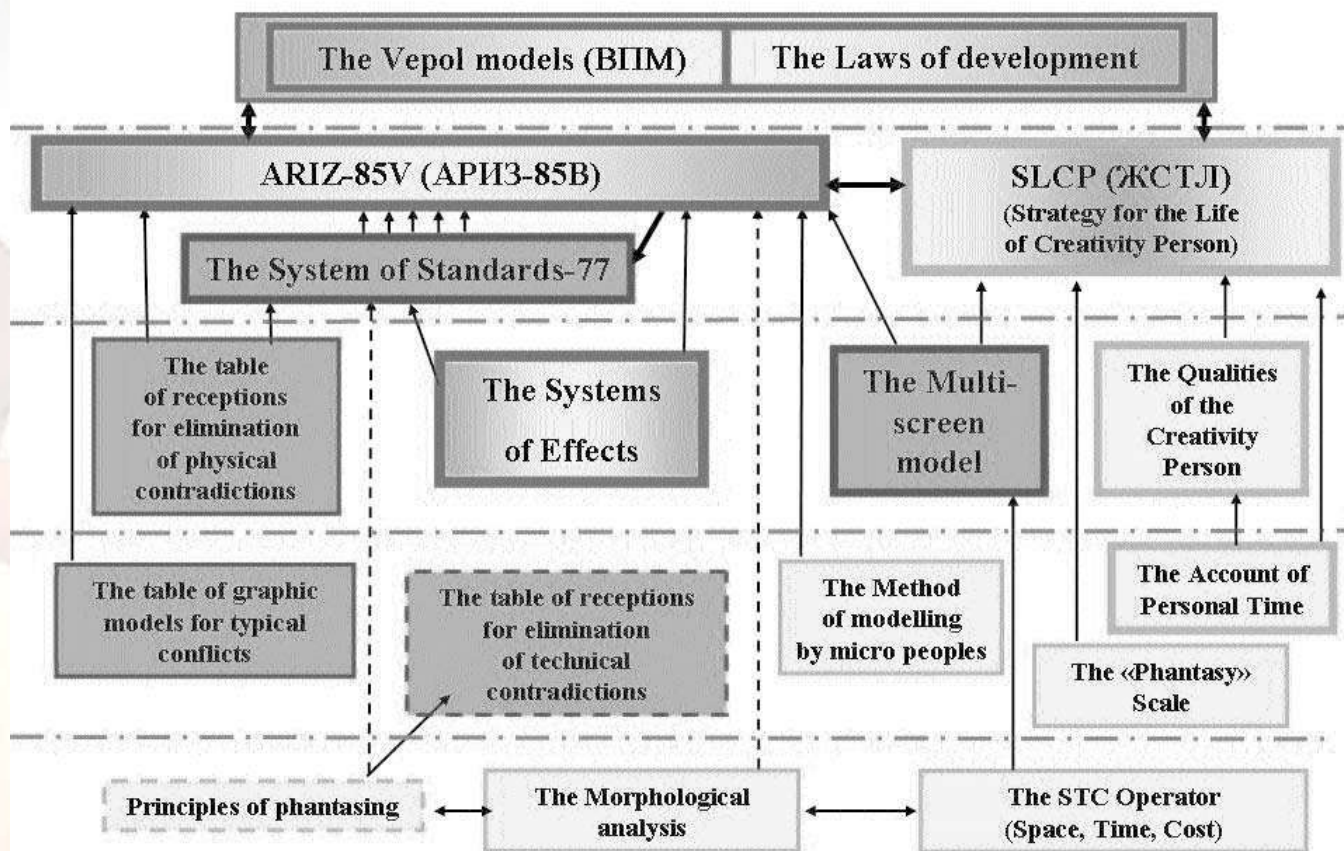 The Vepol models (ВПМ)
The Laws of development
ARIZ-85V (АРИЗ-85В)
SLCP (ЖСТЛ)
(Strategy for the Life
of Creativity Person)
The System of Standards-77
The table
of receptions
for elimination
of physical
contradictions
The Systems
of Effects
The Multi-
screen
model
The Qualities
of the
Creativity
Person
The table of graphic
models for typical
conflicts
The table of receptions
for elimination
of technical
contradictions
The Method
of modelling
by micro peoples
The Account of
Personal Time
The «Phantasy»
Scale
Principles of phantasing
The Morphological
analysis
The STC Operator
(Space, Time, Cost)